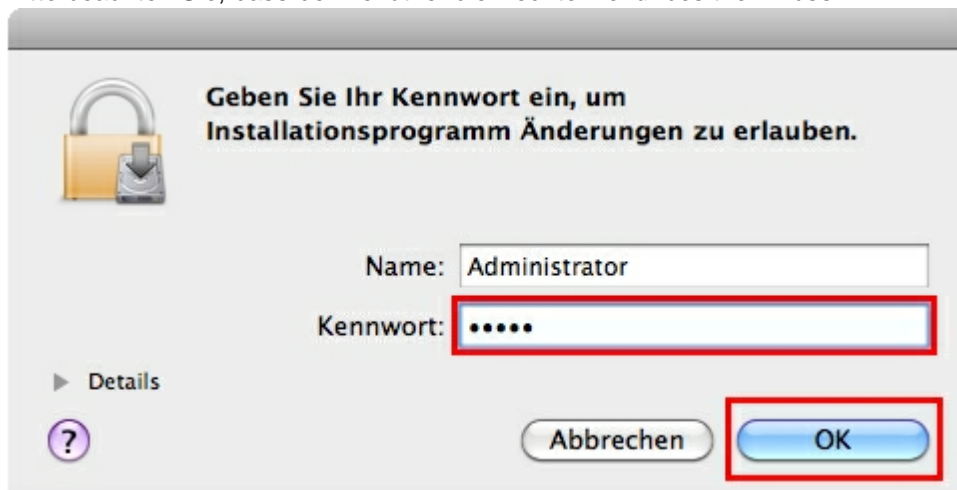 Geben Sie Ihr Kennwort ein, um
Installationsprogramm Änderungen zu erlauben.
Name: Administrator
Kennwort: •••••
Details
?
Abbrechen OK